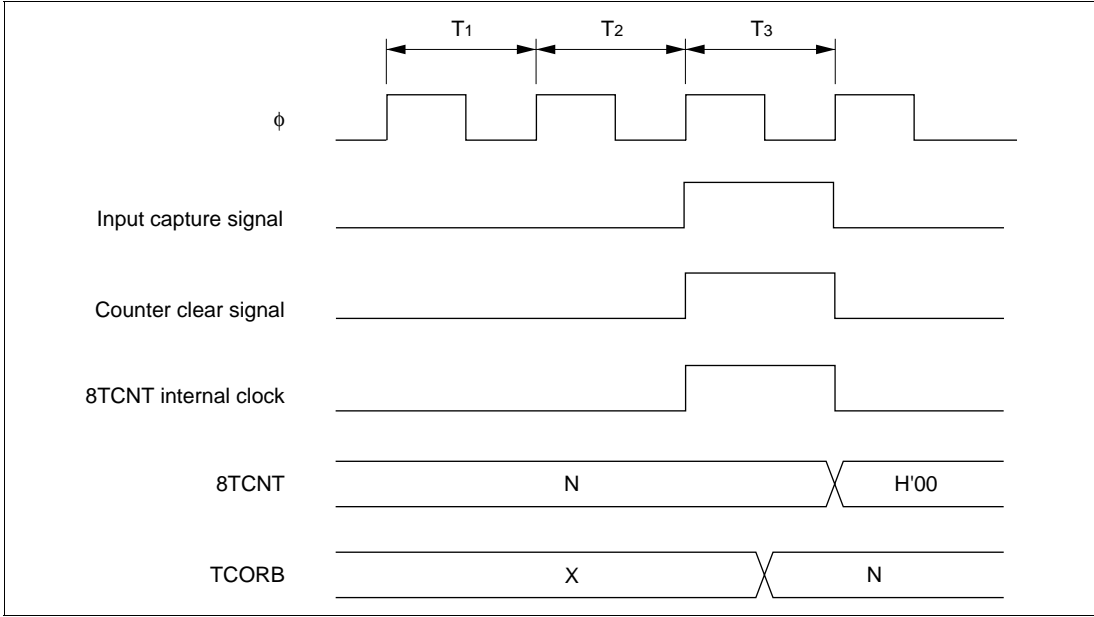 T1 T2 T3
φ
Input capture signal
Counter clear signal
8TCNT internal clock
8TCNT N H'00
TCORB X N